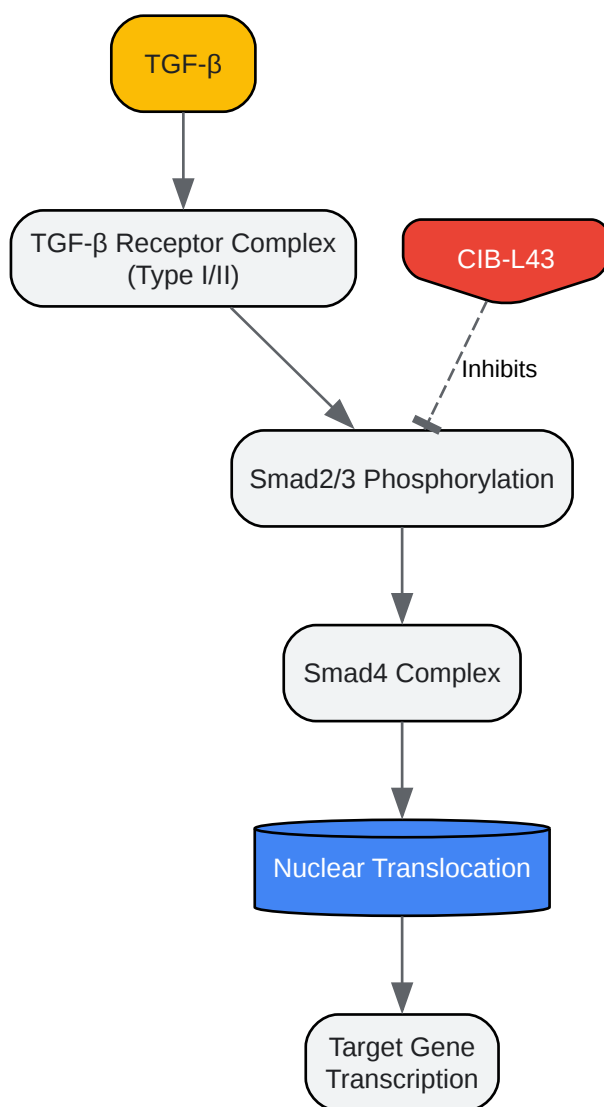 TGF-β
TGF-β Receptor Complex
(Type I/II)
CIB-L43
Inhibits
Smad2/3 Phosphorylation
Smad4 Complex
Nuclear Translocation
Target Gene
Transcription